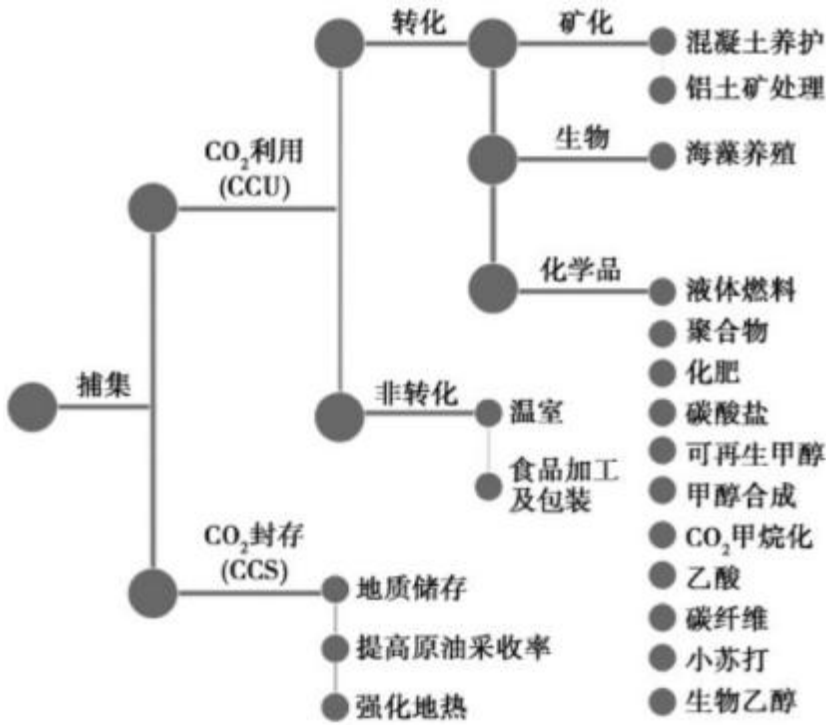 转化
矿化
混凝土养护
铝土矿处理
生物
海藻养殖
CO₂利用
(CCU)
化学品
液体燃料
聚合物
化肥
碳酸盐
可再生甲醇
甲醇合成
CO₂甲烷化
乙酸
碳纤维
小苏打
生物乙醇
捕集
非转化
温室
食品加工
及包装
CO₂封存
(CCS)
地质储存
提高原油采收率
强化地热